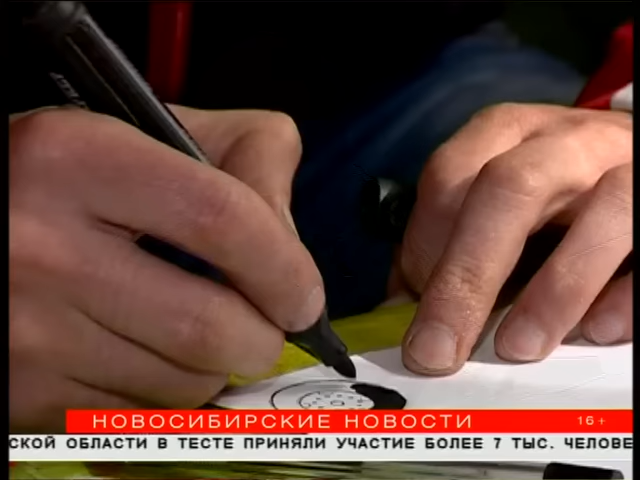 НОВОСИБИРСКИЕ НОВОСТИ 16+
СКОЙ ОБЛАСТИ В ТЕСТЕ ПРИНЯЛИ УЧАСТИЕ БОЛЕЕ 7 ТЫС. ЧЕЛОВЕ